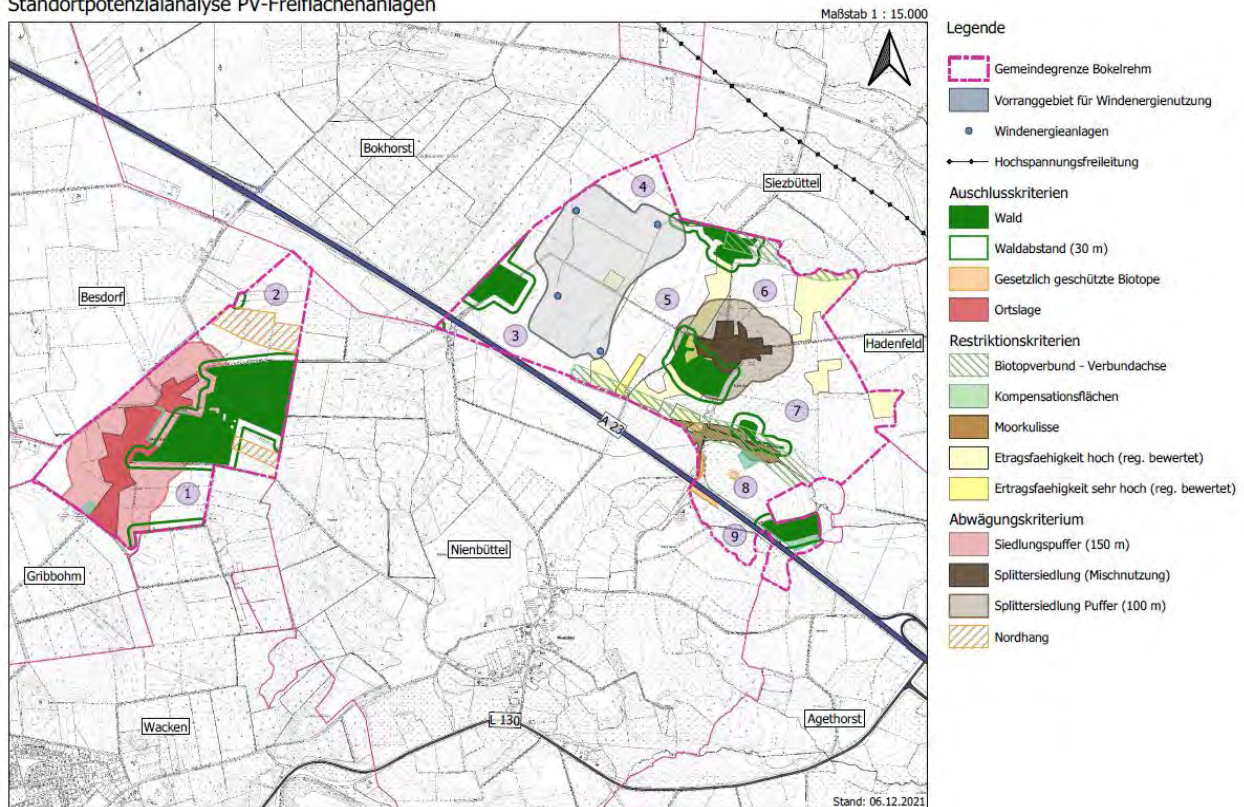 Standortpotenzialanalyse PV-Freiflächenanlagen
Maßstab 1 : 15.000
Bokhorst
Siezbüttel
Besdorf
Hadenfeld
Gribbohm
Nienbüttel
Wacken
Agethorst
A 23
L 130
1
2
3
4
5
6
7
8
9
Stand: 06.12.2021
Legende
Gemeindegrenze Bokelrehm
Vorranggebiet für Windenergienutzung
Windenergieanlagen
Hochspannungsfreileitung
Auschlusskriterien
Wald
Waldabstand (30 m)
Gesetzlich geschützte Biotope
Ortslage
Restriktionskriterien
Biotopverbund - Verbundachse
Kompensationsflächen
Moorkulisse
Etragsfaehigkeit hoch (reg. bewertet)
Ertragsfaehigkeit sehr hoch (reg. bewertet)
Abwägungskriterium
Siedlungspuffer (150 m)
Splittersiedlung (Mischnutzung)
Splittersiedlung Puffer (100 m)
Nordhang